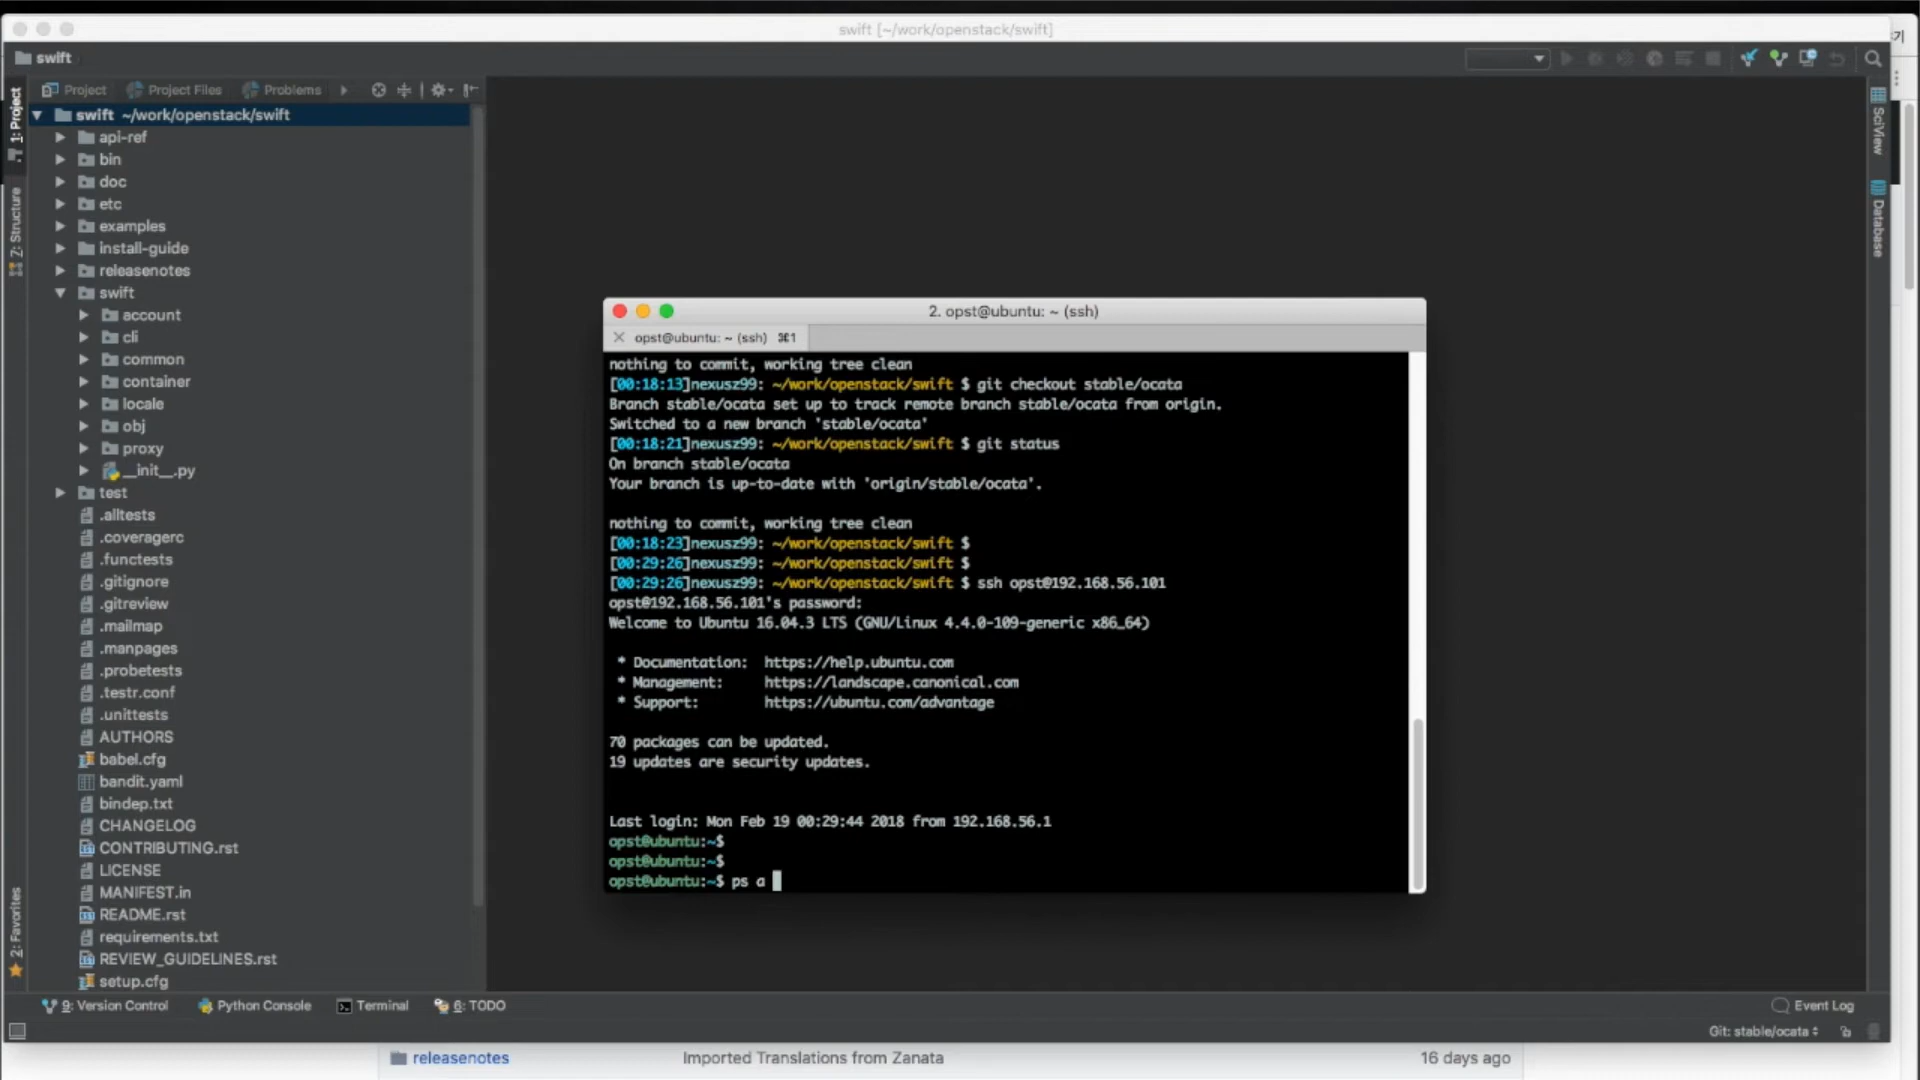 swift [~/work/openstack/swift]
swift
Project
Project Files
Problems
1: Project
Z: Structure
2: Favorites
swift ~/work/openstack/swift
api-ref
bin
doc
etc
examples
install-guide
releasenotes
swift
account
cli
common
container
locale
obj
proxy
__init__.py
test
.alltests
.coveragerc
.functests
.gitignore
.gitreview
.mailmap
.manpages
.probetests
.testr.conf
.unittests
AUTHORS
babel.cfg
bandit.yaml
bindep.txt
CHANGELOG
CONTRIBUTING.rst
LICENSE
MANIFEST.in
README.rst
requirements.txt
REVIEW_GUIDELINES.rst
setup.cfg
2. opst@ubuntu: ~ (ssh)
opst@ubuntu: ~ (ssh) ⌘1
nothing to commit, working tree clean
[00:18:13]nexusz99: ~/work/openstack/swift $ git checkout stable/ocata
Branch stable/ocata set up to track remote branch stable/ocata from origin.
Switched to a new branch 'stable/ocata'
[00:18:21]nexusz99: ~/work/openstack/swift $ git status
On branch stable/ocata
Your branch is up-to-date with 'origin/stable/ocata'.
nothing to commit, working tree clean
[00:18:23]nexusz99: ~/work/openstack/swift $
[00:29:26]nexusz99: ~/work/openstack/swift $
[00:29:26]nexusz99: ~/work/openstack/swift $ ssh opst@192.168.56.101
opst@192.168.56.101's password:
Welcome to Ubuntu 16.04.3 LTS (GNU/Linux 4.4.0-109-generic x86_64)
* Documentation: https://help.ubuntu.com
* Management: https://landscape.canonical.com
* Support: https://ubuntu.com/advantage
70 packages can be updated.
19 updates are security updates.
Last login: Mon Feb 19 00:29:44 2018 from 192.168.56.1
opst@ubuntu:~$
opst@ubuntu:~$
opst@ubuntu:~$ ps a
SciView
Database
9: Version Control
Python Console
Terminal
6: TODO
Event Log
Git: stable/ocata
releasenotes
Imported Translations from Zanata
16 days ago